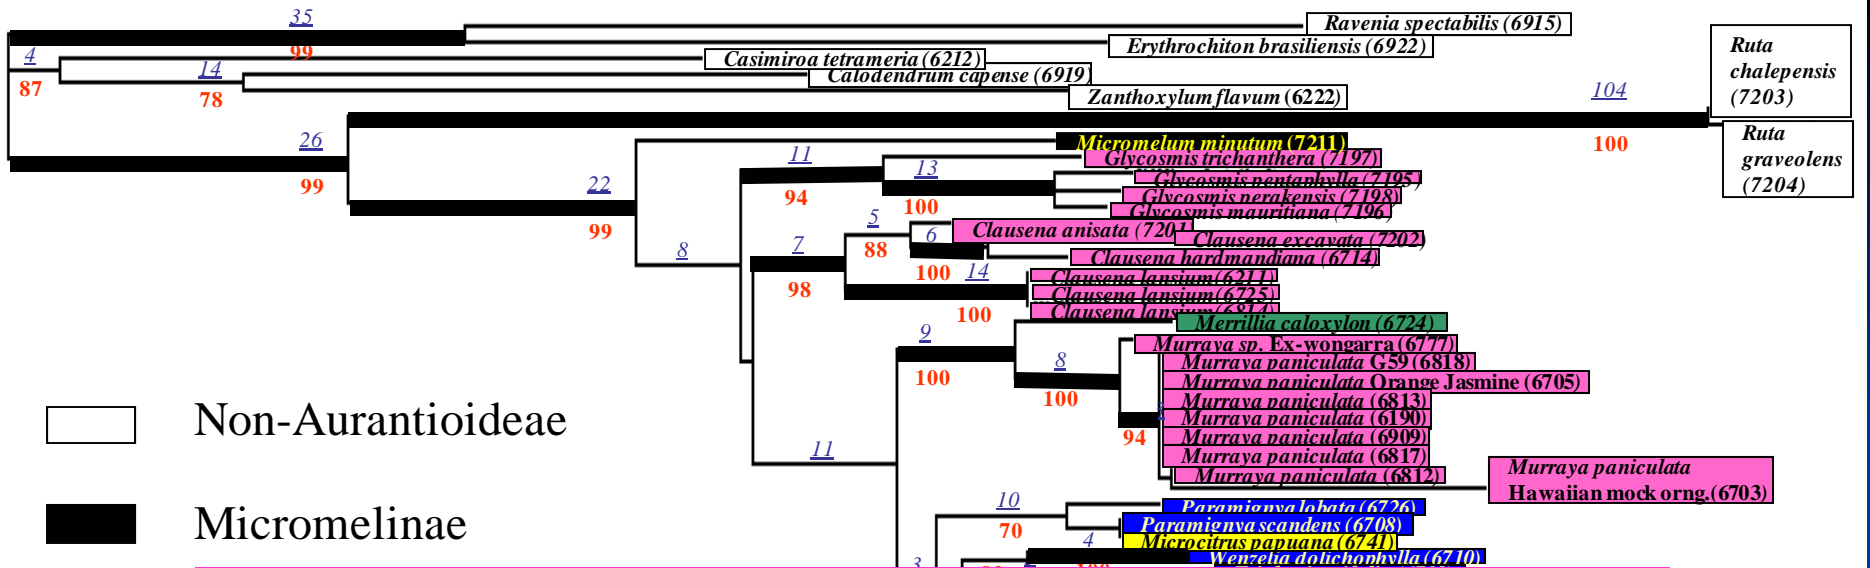 35
Ravenia spectabilis (6915)
99
Erythrochiton brasiliensis (6922)
4
Casimiroa tetrameria (6212)
87
14
Calodendrum capense (6919)
78
Zanthoxylum flavum (6222)
Ruta
chalepensis
(7203)
104
100
Ruta
graveolens
(7204)
26
99
Micromelum minutum (7211)
11
Glycosmis trichanthera (7197)
94
13
Glycosmis pentaphylla (7195)
22
Glycosmis perakensis (7198)
100
Glycosmis mauritiana (7196)
99
5
Clausena anisata (7201
6
Clausena excavata (7202)
8
7
88
Clausena hardmandiana (6714)
100
14
Clausena lansium (6211)
98
Clausena lansium (6725)
100
Clausena lansium (6814)
Merrillia caloxylon (6724)
9
Murraya sp. Ex-wongarra (6777)
8
Murraya paniculata G59 (6818)
100
Murraya paniculata Orange Jasmine (6705)
100
Murraya paniculata (6813)
Murraya paniculata (6190)
94
Murraya paniculata (6909)
11
Murraya paniculata (6817)
Murraya paniculata (6812)
Murraya paniculata
Hawaiian mock orng.(6703)
Non-Aurantioideae
Micromelinae
10
Paramignya lobata (6726)
70
Paramignya scandens (6708)
4
Microcitrus papuana (6741)
3
Wenzelia dolichophylla (6710)